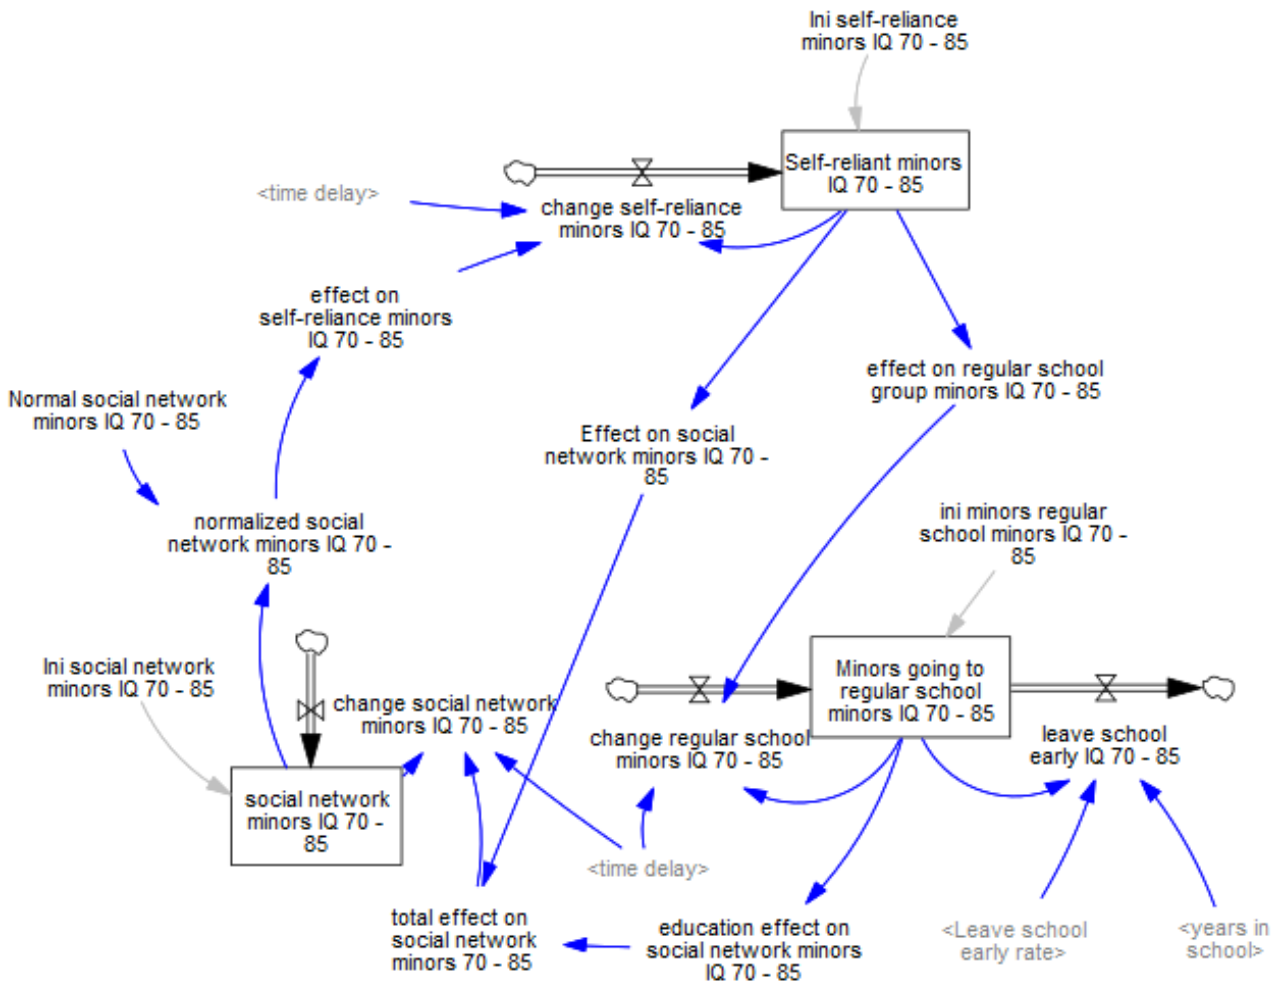 Ini self-reliance
minors IQ 70 - 85
Self-reliant minors
IQ 70 - 85
<time delay>
change self-reliance
minors IQ 70 - 85
effect on
self-reliance minors
IQ 70 - 85
effect on regular school
group minors IQ 70 - 85
Normal social network
minors IQ 70 - 85
Effect on social
network minors IQ 70 -
85
normalized social
network minors IQ 70 -
85
ini minors regular
school minors IQ 70 -
85
Ini social network
minors IQ 70 - 85
change social network
minors IQ 70 - 85
Minors going to
regular school
minors IQ 70 - 85
change regular school
minors IQ 70 - 85
leave school
early IQ 70 - 85
social network
minors IQ 70 -
85
<time delay>
total effect on
social network
minors 70 - 85
education effect on
social network minors
IQ 70 - 85
<Leave school
early rate>
<years in
school>